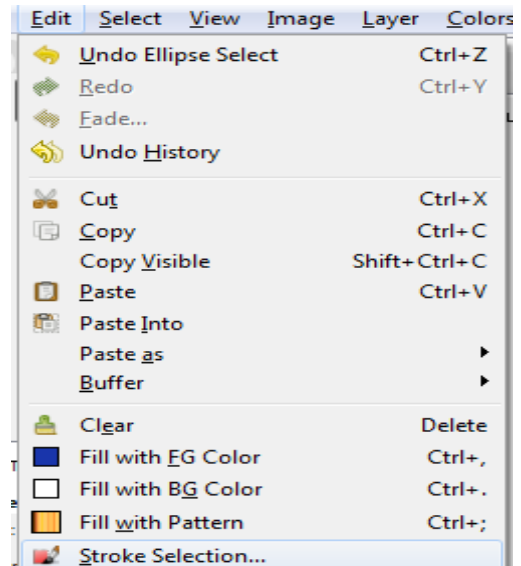 Edit Select View Image Layer Colors
Undo Ellipse Select Ctrl+Z
Redo Ctrl+Y
Fade...
Undo History
Cut Ctrl+X
Copy Ctrl+C
Copy Visible Shift+Ctrl+C
Paste Ctrl+V
Paste Into
Paste as
Buffer
Clear Delete
Fill with FG Color Ctrl+,
Fill with BG Color Ctrl+.
Fill with Pattern Ctrl+;
Stroke Selection...